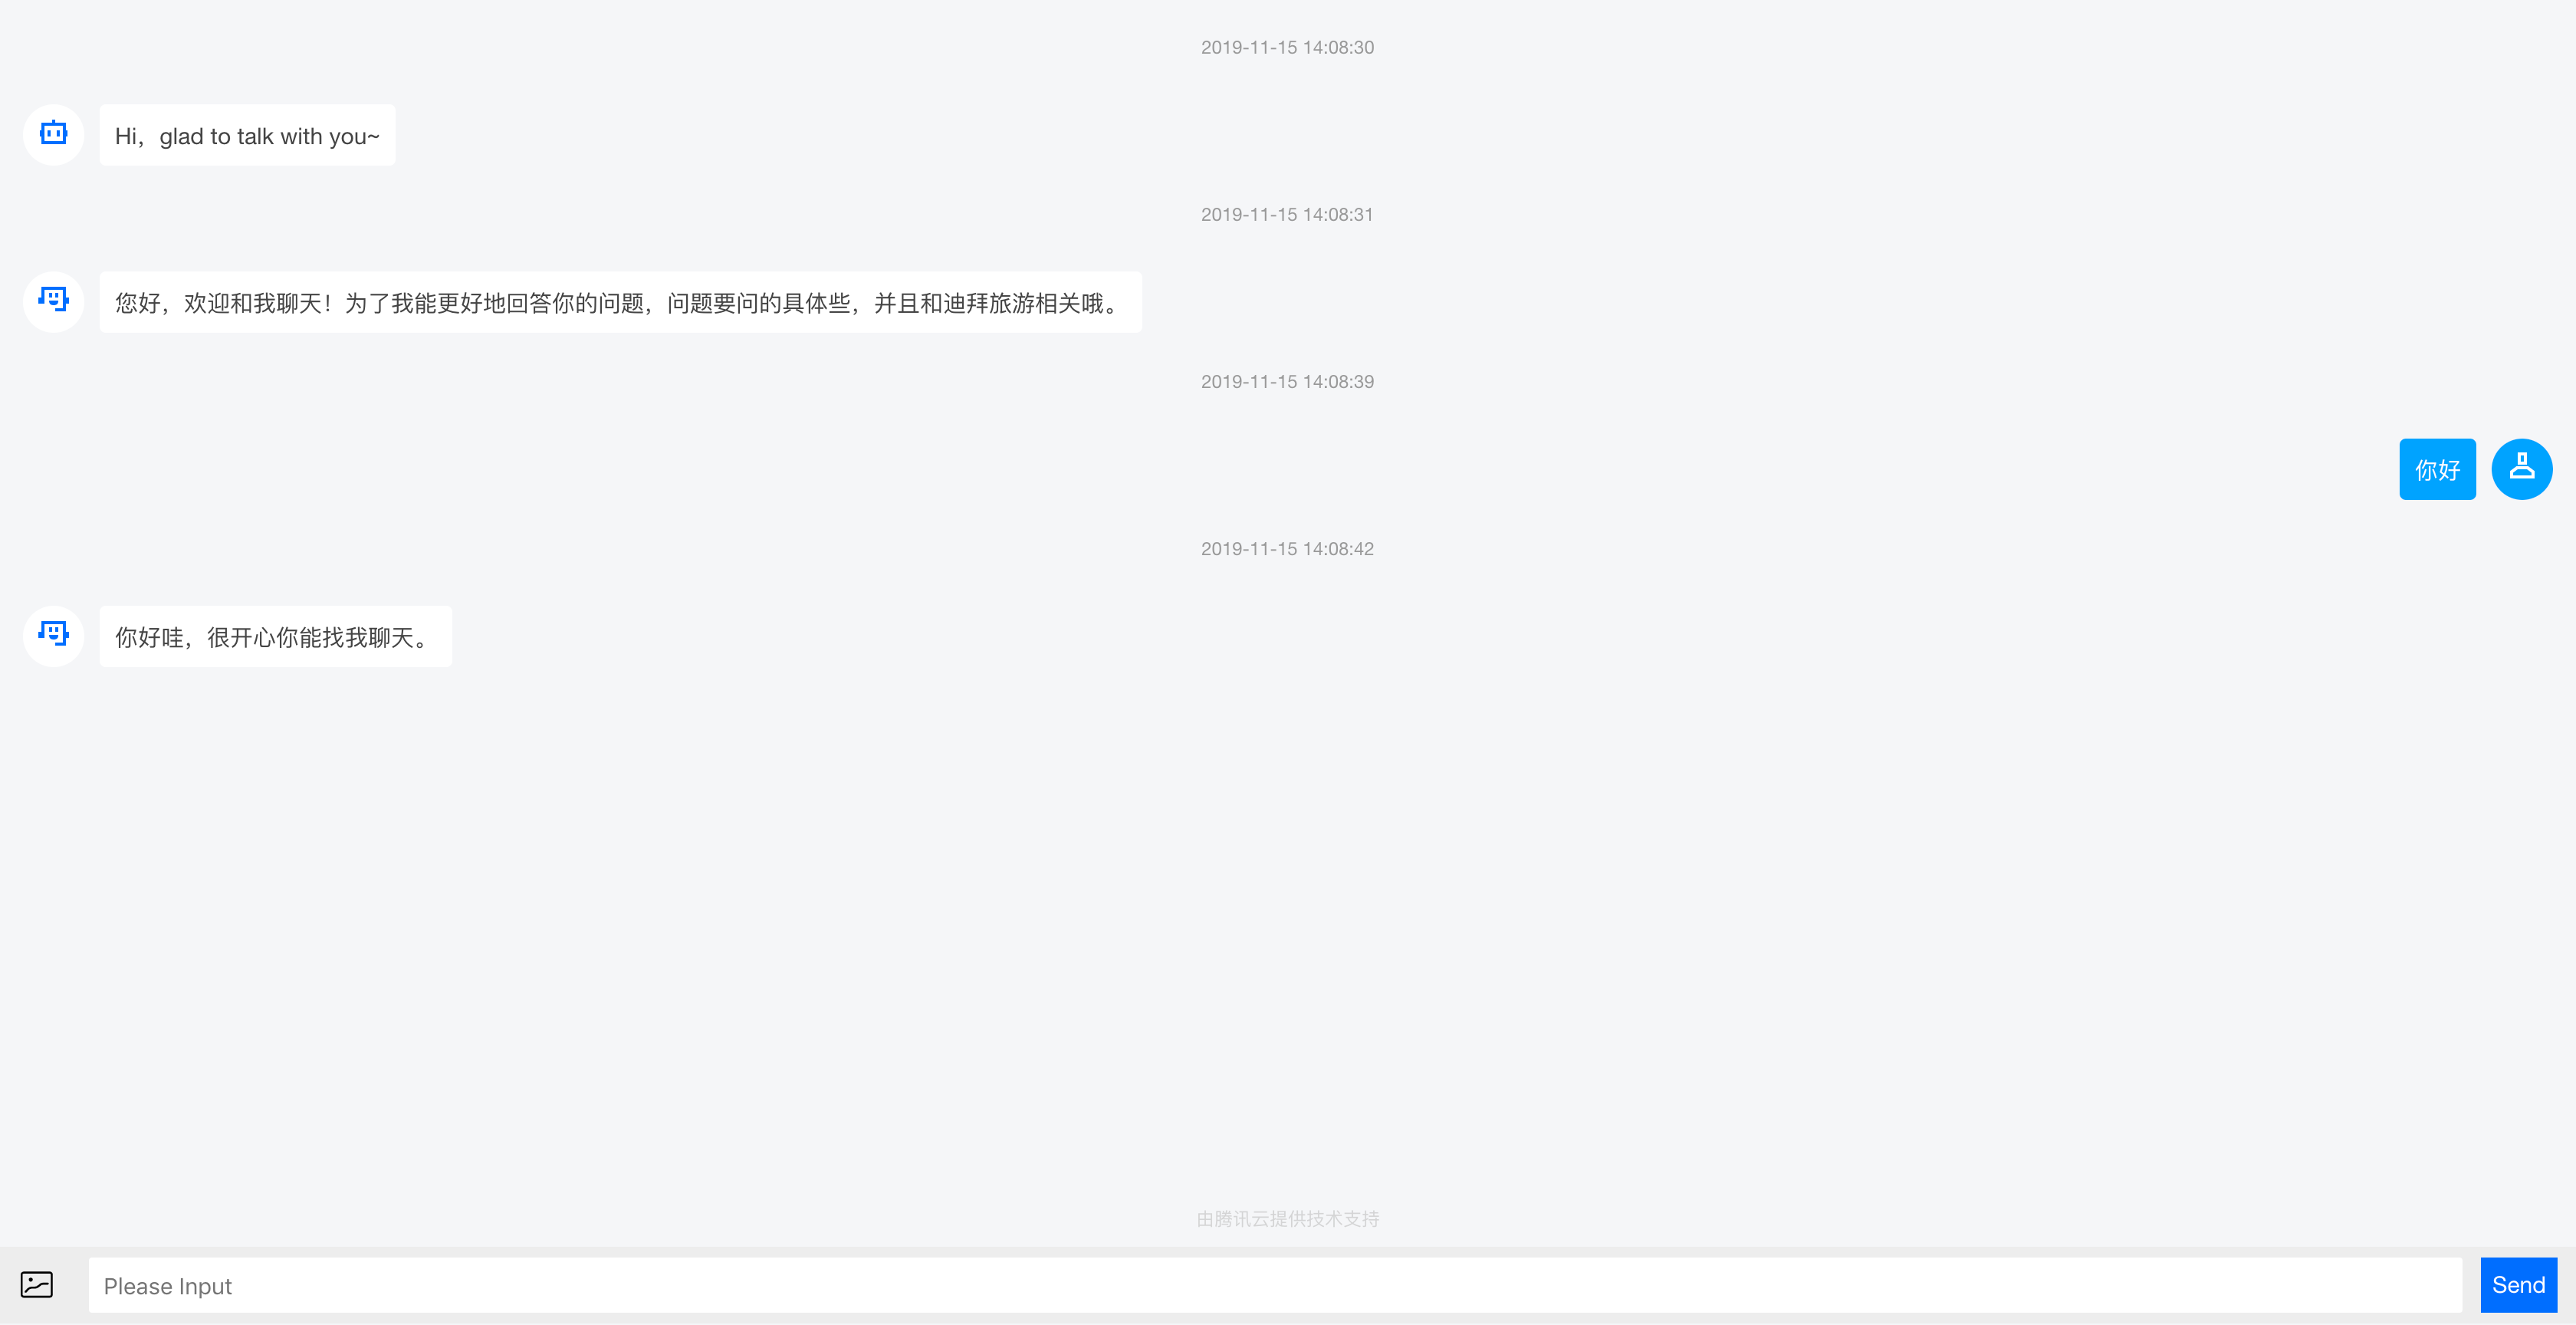 2019-11-15 14:08:30
Hi，glad to talk with you~
2019-11-15 14:08:31
您好，欢迎和我聊天！为了我能更好地回答你的问题，问题要问的具体些，并且和迪拜旅游相关哦。
2019-11-15 14:08:39
你好
2019-11-15 14:08:42
你好哇，很开心你能找我聊天。
由腾讯云提供技术支持
Please Input
Send